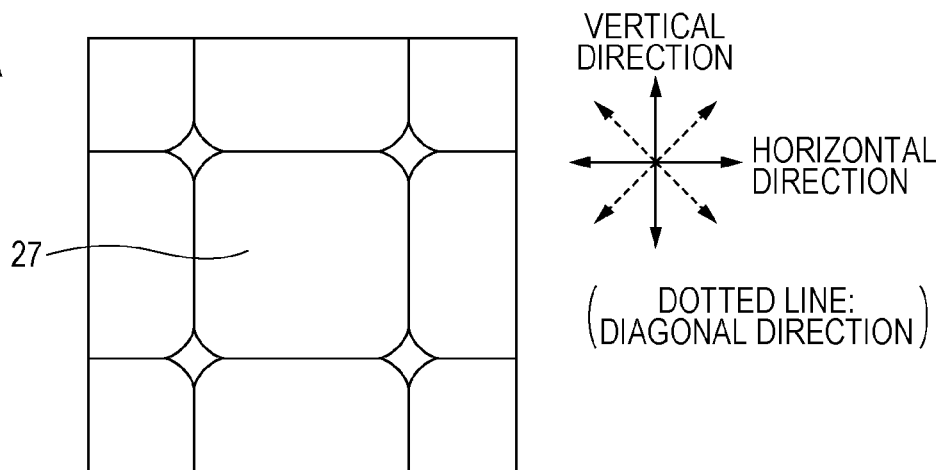 VERTICAL
DIRECTION
HORIZONTAL
DIRECTION
27
DOTTED LINE:
(DIAGONAL DIRECTION)